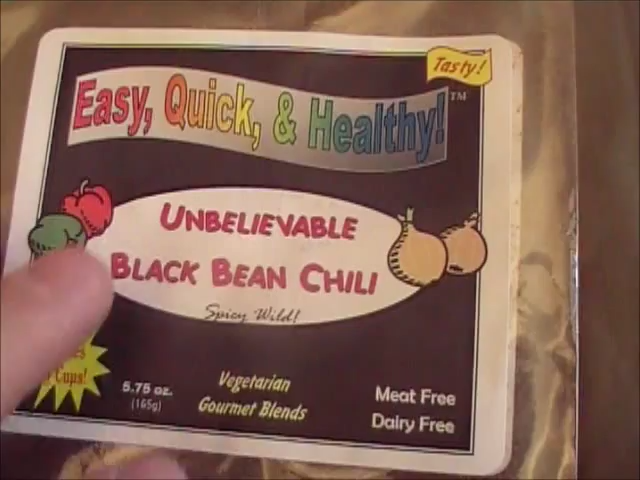 Tasty!
Easy, Quick, & Healthy!™
UNBELIEVABLE
BLACK BEAN CHILI
Spicy Wild!
Cups!
5.75 oz.
(165g)
Vegetarian
Gourmet Blends
Meat Free
Dairy Free